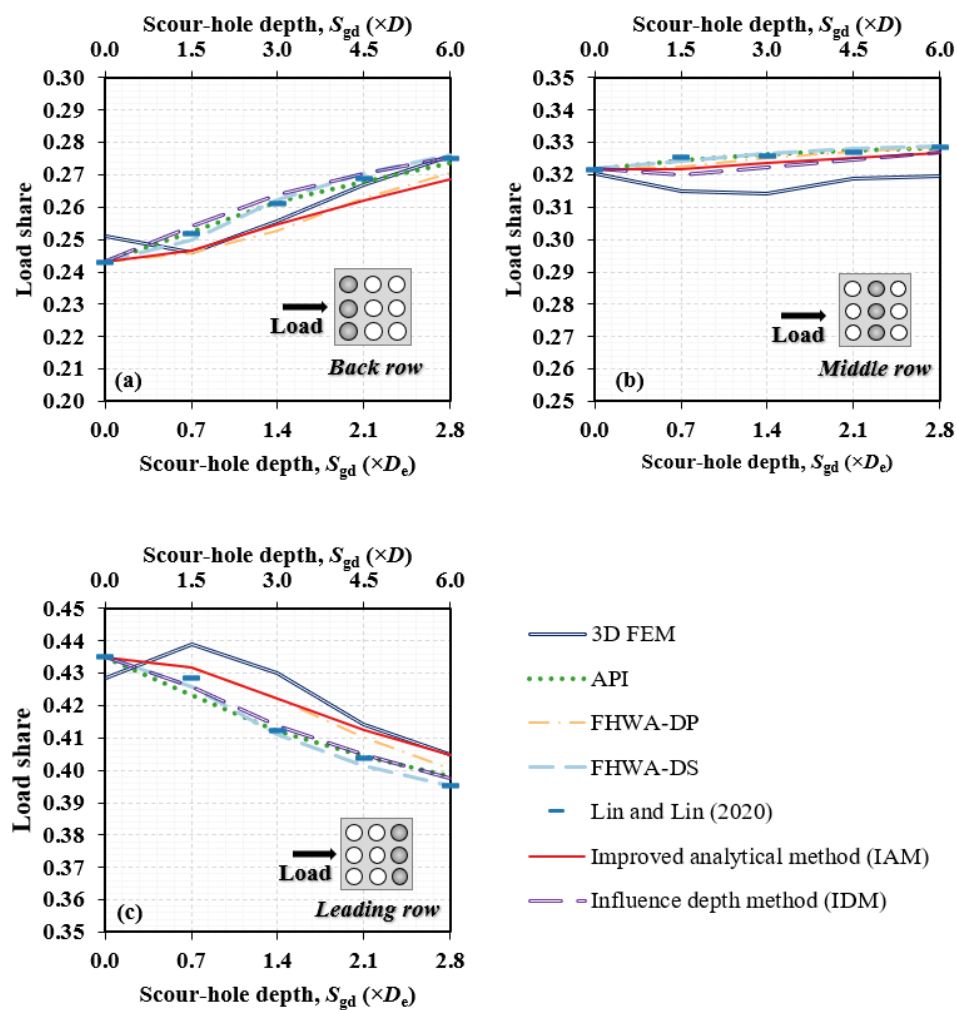 Scour-hole depth, Sgd (×D)
0.0 1.5 3.0 4.5 6.0
0.30
0.29
0.28
0.27
0.26
0.25
0.24
0.23
0.22
0.21
0.20
Load share
Load
Back row
(a)
0.0 0.7 1.4 2.1 2.8
Scour-hole depth, Sgd (×De)
Scour-hole depth, Sgd (×D)
0.0 1.5 3.0 4.5 6.0
0.35
0.34
0.33
0.32
0.31
0.30
0.29
0.28
0.27
0.26
0.25
Load share
Load
Middle row
(b)
0.0 0.7 1.4 2.1 2.8
Scour-hole depth, Sgd (×De)
Scour-hole depth, Sgd (×D)
0.0 1.5 3.0 4.5 6.0
0.45
0.44
0.43
0.42
0.41
0.40
0.39
0.38
0.37
0.36
0.35
Load share
Load
Leading row
(c)
0.0 0.7 1.4 2.1 2.8
Scour-hole depth, Sgd (×De)
3D FEM
API
FHWA-DP
FHWA-DS
Lin and Lin (2020)
Improved analytical method (IAM)
Influence depth method (IDM)